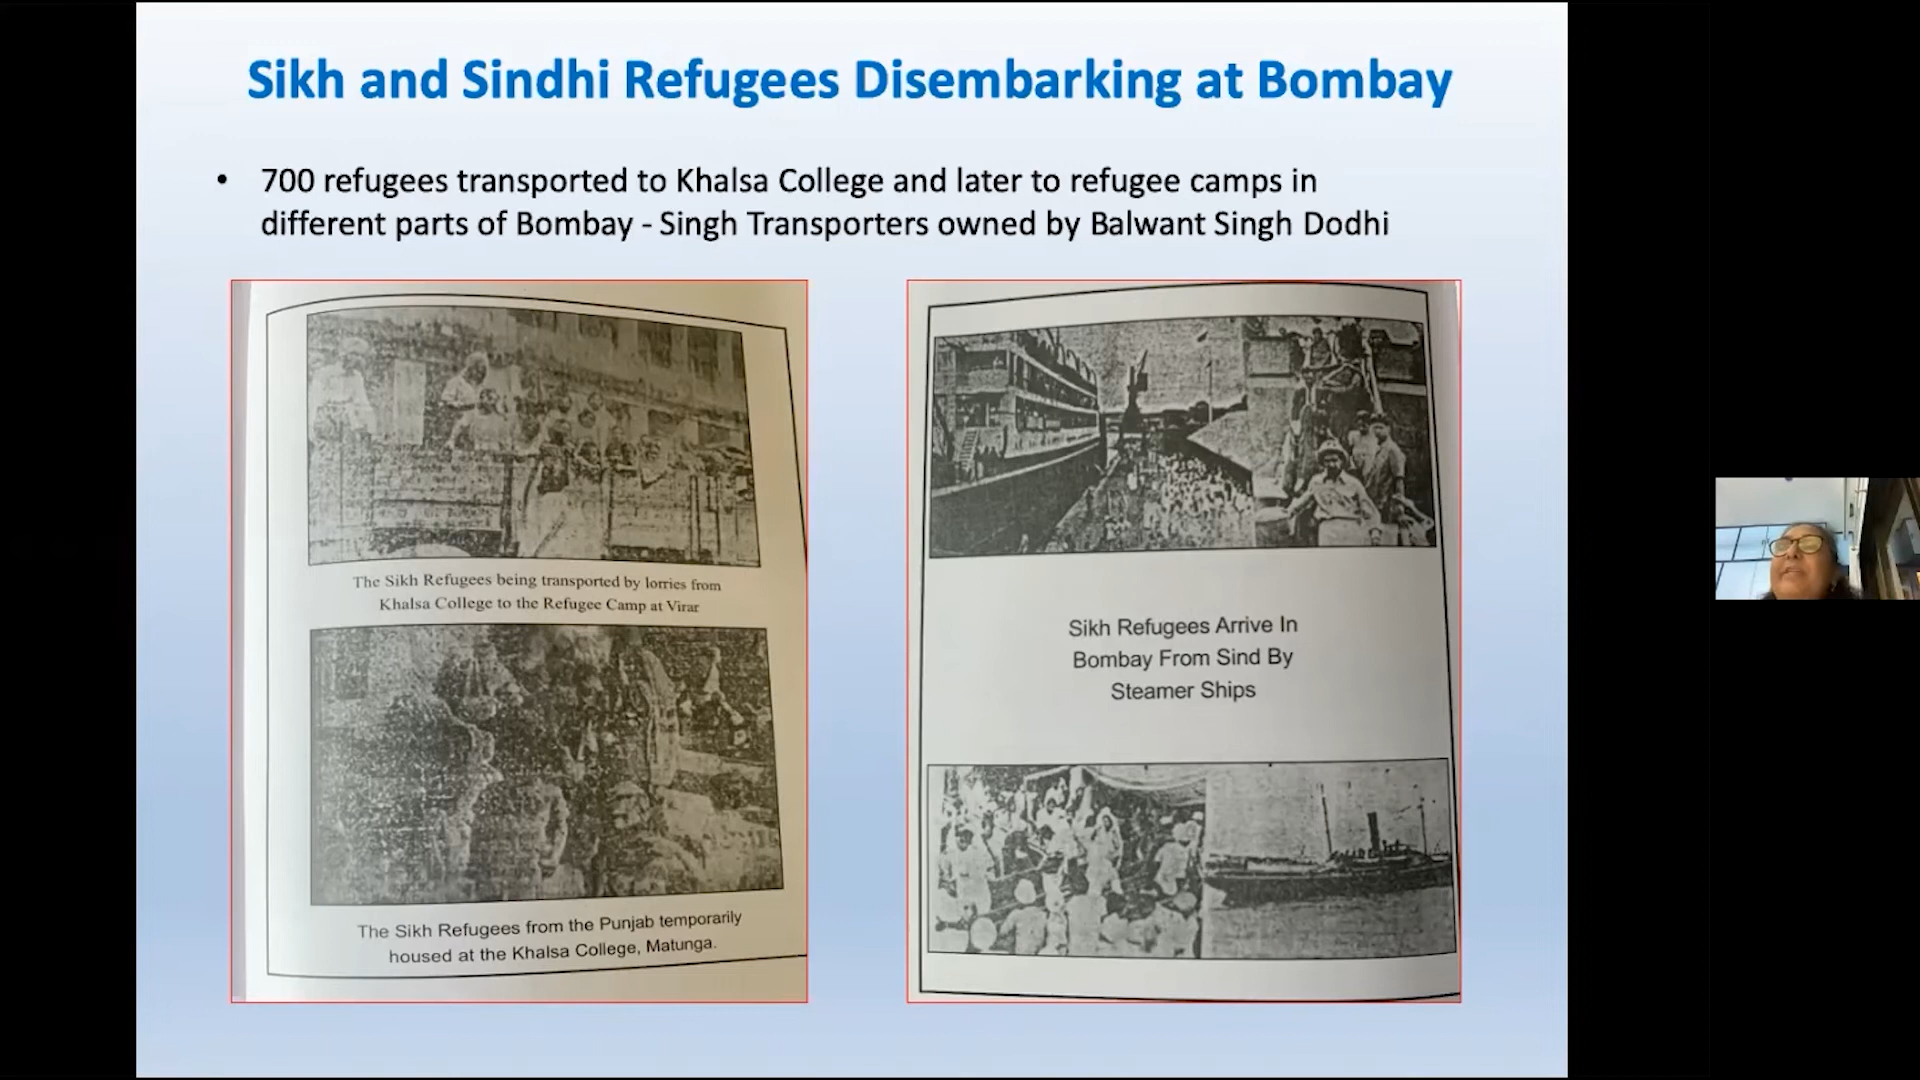 Sikh and Sindhi Refugees Disembarking at Bombay
• 700 refugees transported to Khalsa College and later to refugee camps in
different parts of Bombay - Singh Transporters owned by Balwant Singh Dodhi
The Sikh Refugees being transported by lorries from
Khalsa College to the Refugee Camp at Virar
The Sikh Refugees from the Punjab temporarily
housed at the Khalsa College, Matunga.
Sikh Refugees Arrive In
Bombay From Sind By
Steamer Ships